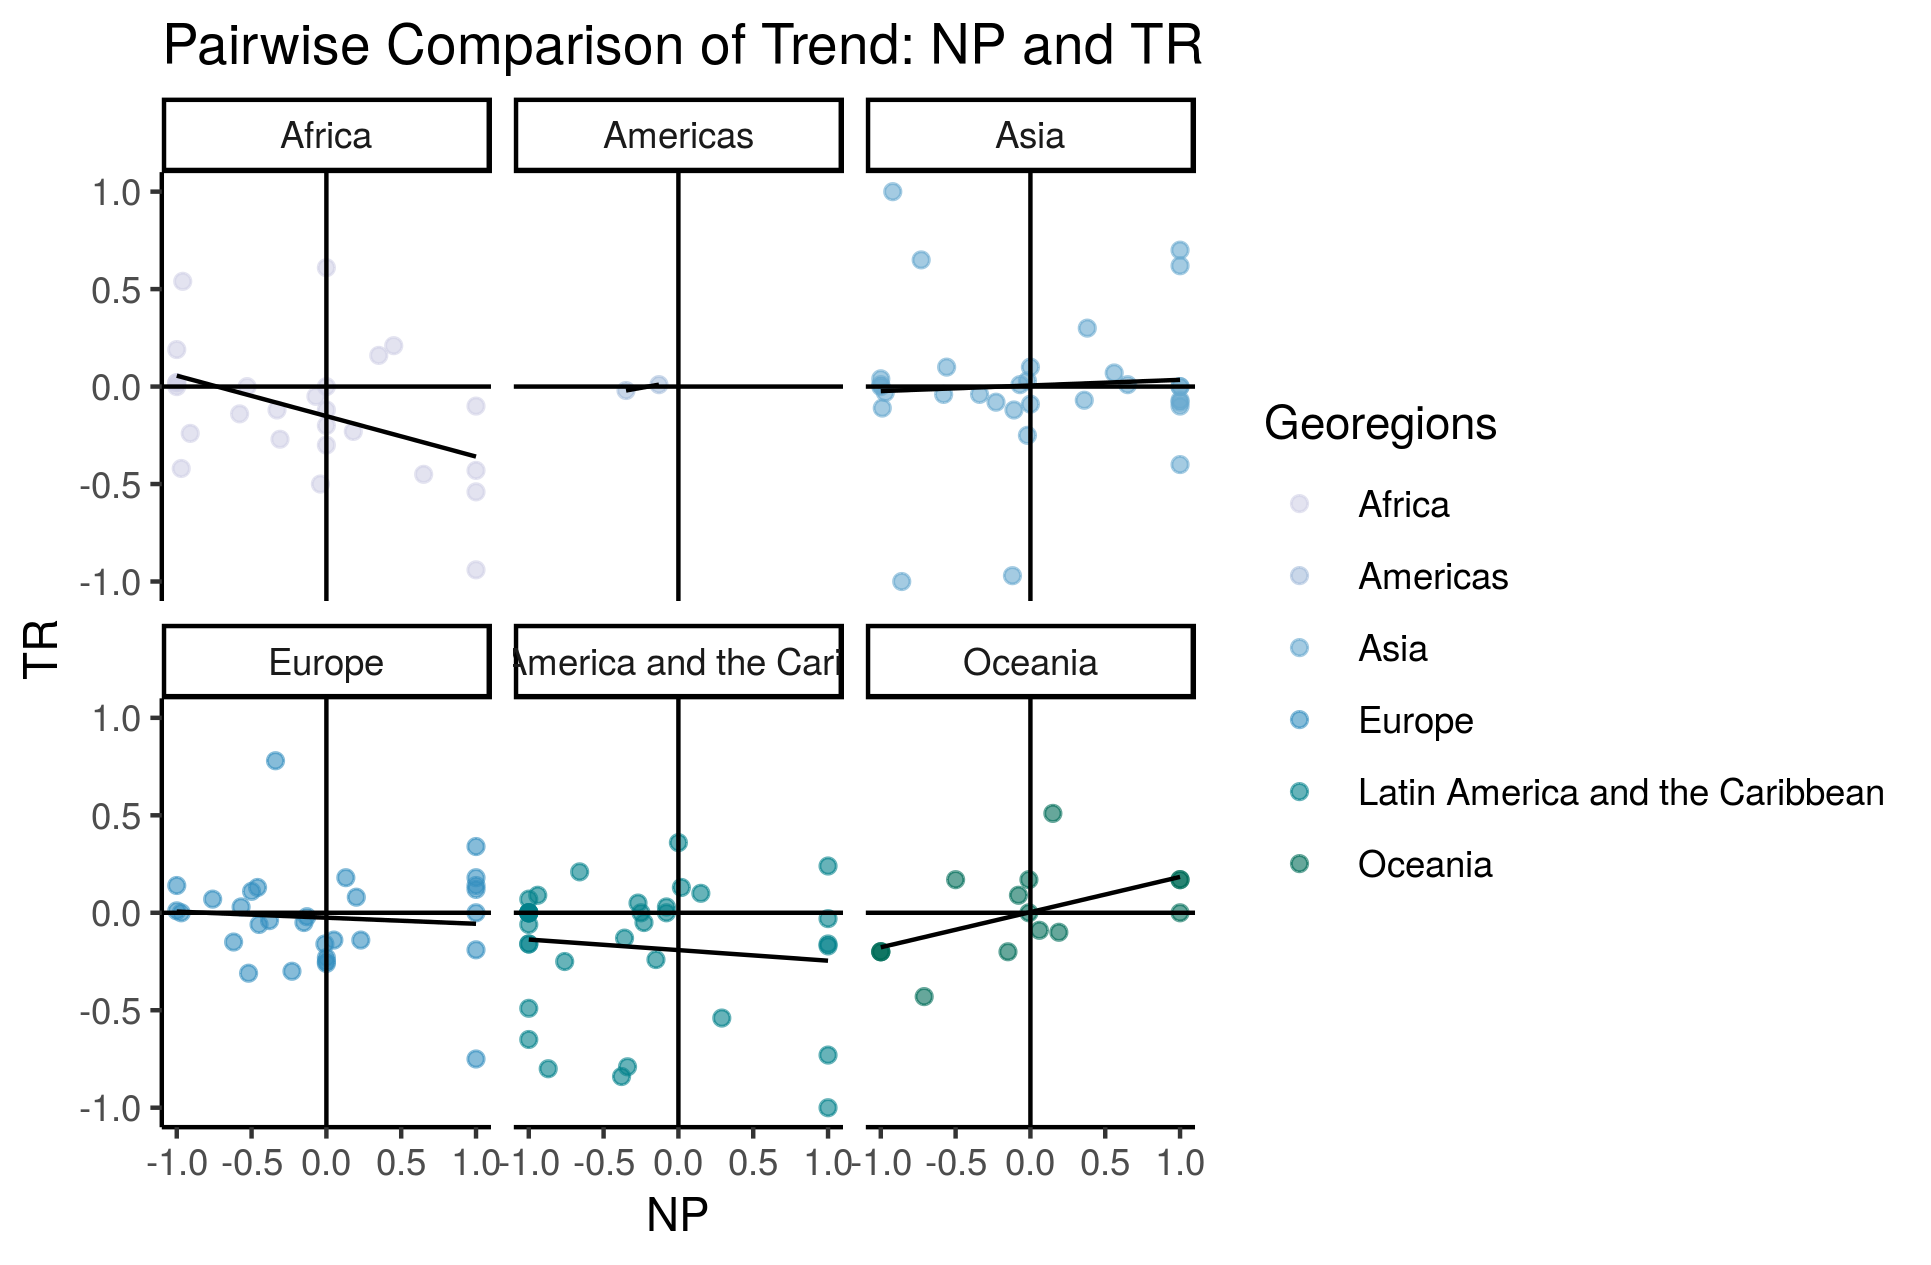 Pairwise Comparison of Trend: NP and TR
Africa
Americas
Asia
1.0
0.5
0.0
-0.5
-1.0
Europe
America and the Cari
Oceania
1.0
0.5
0.0
-0.5
-1.0
-1.0 -0.5 0.0 0.5 1.0
-1.0 -0.5 0.0 0.5 1.0
-1.0 -0.5 0.0 0.5 1.0
NP
TR
Georegions
Africa
Americas
Asia
Europe
Latin America and the Caribbean
Oceania